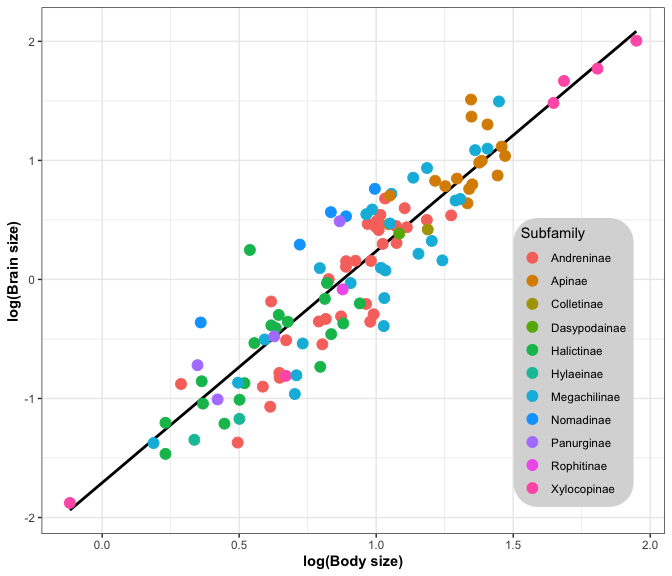 2
1
0
-1
-2
log(Brain size)
0.0 0.5 1.0 1.5 2.0
log(Body size)
Subfamily
Andreninae
Apinae
Colletinae
Dasypodainae
Halictinae
Hylaeinae
Megachilinae
Nomadinae
Panurginae
Rophitinae
Xylocopinae